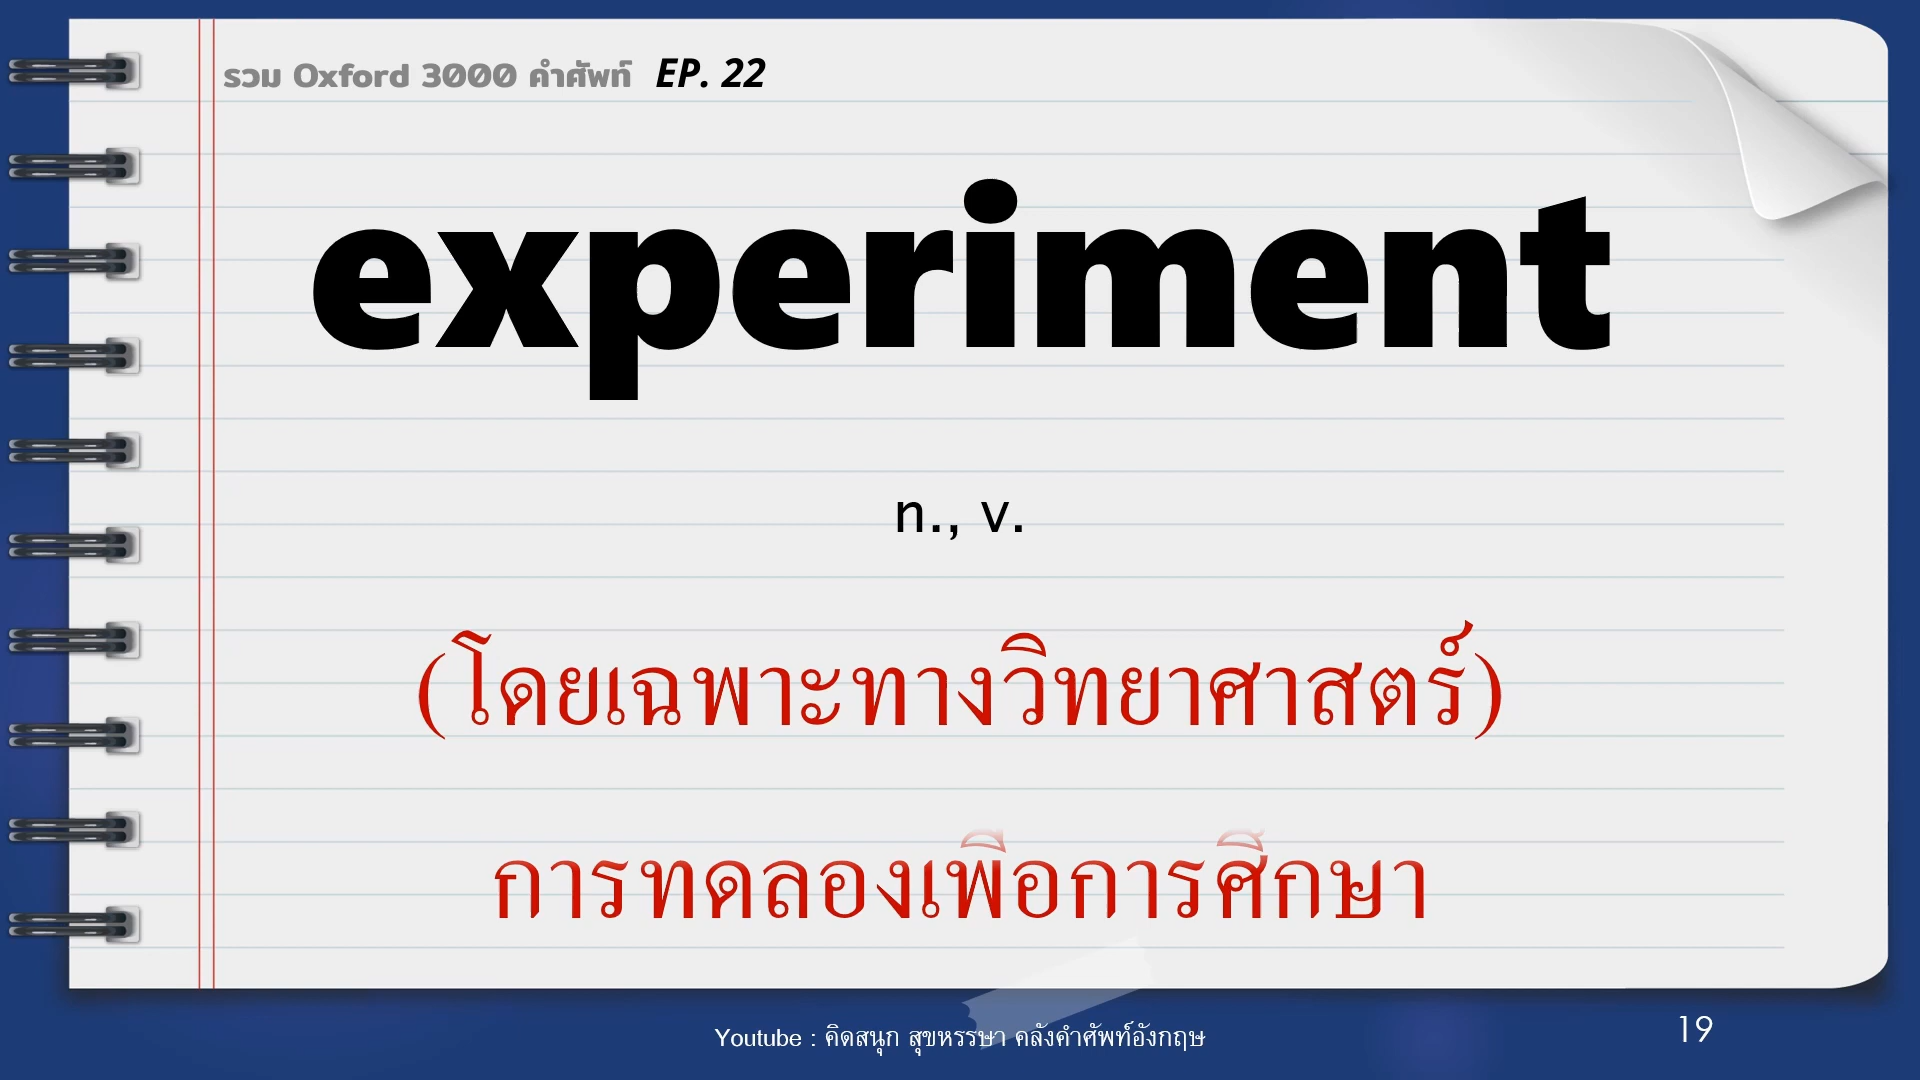 รวม Oxford 3000 คำศัพท์ EP. 22
experiment
n., v.
(โดยเฉพาะทางวิทยาศาสตร์)
การทดลองเพื่อการศึกษา
Youtube : คิดสนุก สุขหรรษา คลังคำศัพท์อังกฤษ
19